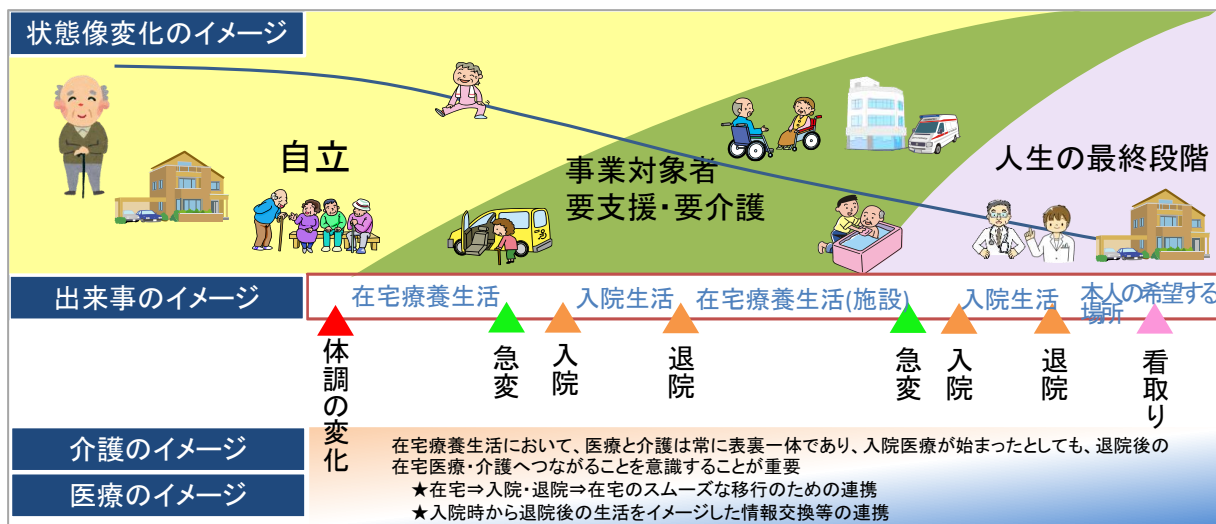 状態像変化のイメージ
自立
事業対象者
要支援・要介護
人生の最終段階
出来事のイメージ
在宅療養生活
入院生活
在宅療養生活(施設)
入院生活
本人の希望する
場所
体調の変化
急変
入院
退院
急変
入院
退院
看取り
介護のイメージ
医療のイメージ
在宅療養生活において、医療と介護は常に表裏一体であり、入院医療が始まったとしても、退院後の
在宅医療・介護へつながることを意識することが重要
★在宅⇒入院・退院⇒在宅のスムーズな移行のための連携
★入院時から退院後の生活をイメージした情報交換等の連携